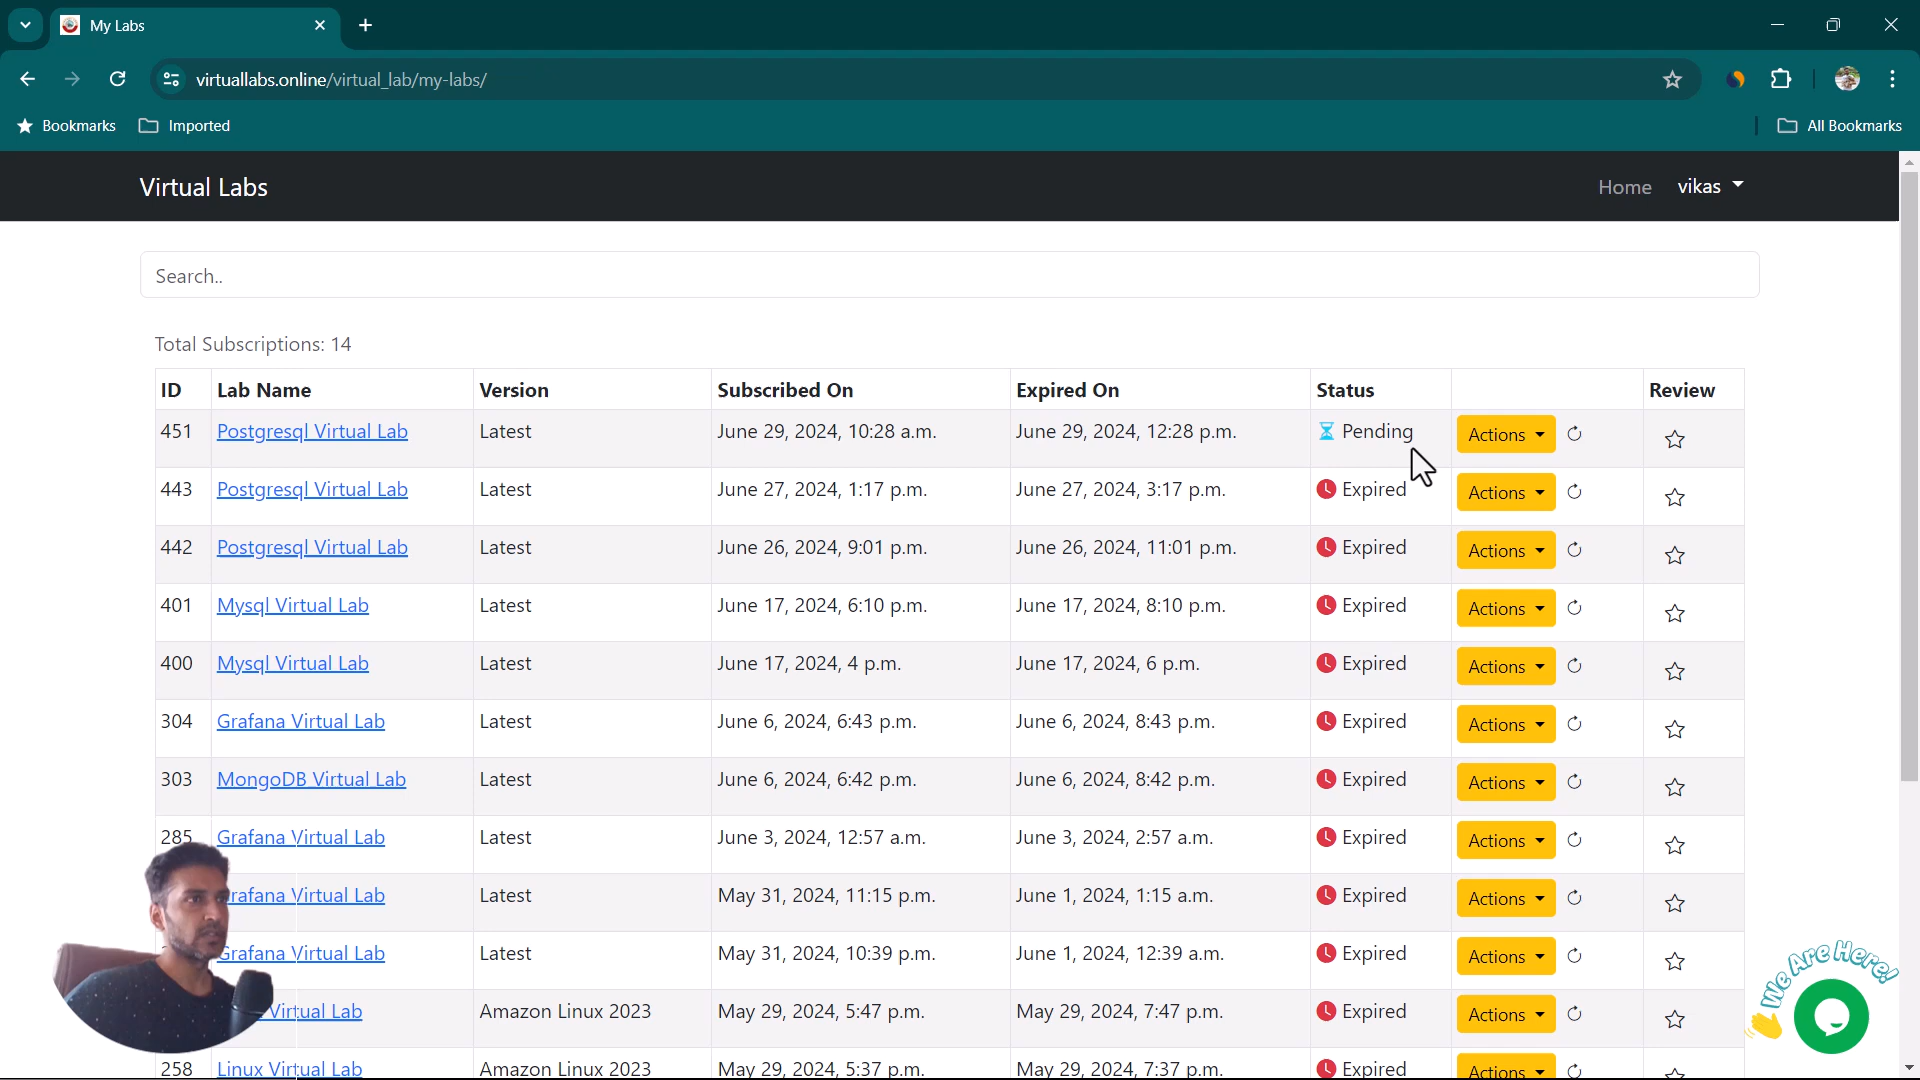 My Labs
virtuallabs.online/virtual_lab/my-labs/
Bookmarks Imported All Bookmarks
Virtual Labs Home vikas
Search..
Total Subscriptions: 14
ID Lab Name Version Subscribed On Expired On Status Review
451 Postgresql Virtual Lab Latest June 29, 2024, 10:28 a.m. June 29, 2024, 12:28 p.m. Pending Actions
443 Postgresql Virtual Lab Latest June 27, 2024, 1:17 p.m. June 27, 2024, 3:17 p.m. Expired Actions
442 Postgresql Virtual Lab Latest June 26, 2024, 9:01 p.m. June 26, 2024, 11:01 p.m. Expired Actions
401 Mysql Virtual Lab Latest June 17, 2024, 6:10 p.m. June 17, 2024, 8:10 p.m. Expired Actions
400 Mysql Virtual Lab Latest June 17, 2024, 4 p.m. June 17, 2024, 6 p.m. Expired Actions
304 Grafana Virtual Lab Latest June 6, 2024, 6:43 p.m. June 6, 2024, 8:43 p.m. Expired Actions
303 MongoDB Virtual Lab Latest June 6, 2024, 6:42 p.m. June 6, 2024, 8:42 p.m. Expired Actions
285 Grafana Virtual Lab Latest June 3, 2024, 12:57 a.m. June 3, 2024, 2:57 a.m. Expired Actions
rafana Virtual Lab Latest May 31, 2024, 11:15 p.m. June 1, 2024, 1:15 a.m. Expired Actions
Grafana Virtual Lab Latest May 31, 2024, 10:39 p.m. June 1, 2024, 12:39 a.m. Expired Actions
Virtual Lab Amazon Linux 2023 May 29, 2024, 5:47 p.m. May 29, 2024, 7:47 p.m. Expired Actions
258 Linux Virtual Lab Amazon Linux 2023 May 29, 2024, 5:37 p.m. May 29, 2024, 7:37 p.m. Expired Actions
We Are Here!